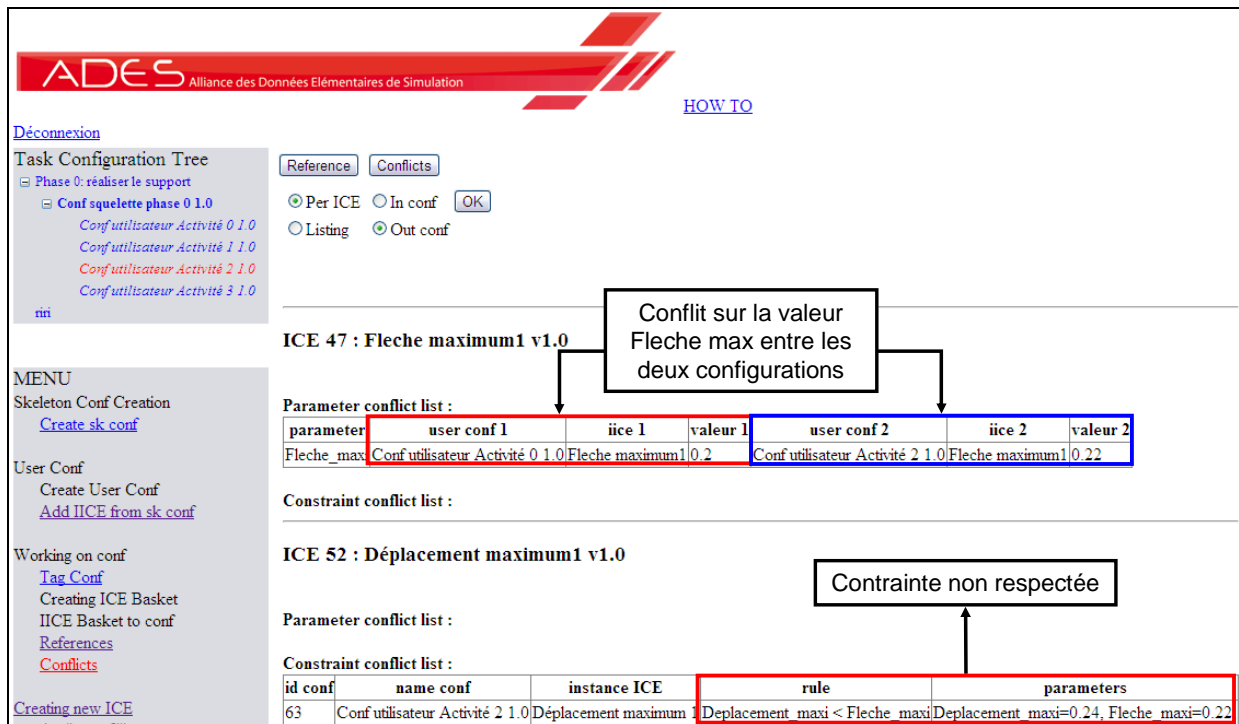 ADES Alliance des Données Elémentaires de Simulation
HOW TO
Déconnexion
Task Configuration Tree
Phase 0: réaliser le support
Conf squelette phase 0 1.0
Conf utilisateur Activité 0 1.0
Conf utilisateur Activité 1 1.0
Conf utilisateur Activité 2 1.0
Conf utilisateur Activité 3 1.0
riri
MENU
Skeleton Conf Creation
Create sk conf
User Conf
Create User Conf
Add IICE from sk conf
Working on conf
Tag Conf
Creating ICE Basket
IICE Basket to conf
References
Conflicts
Creating new ICE
Reference Conflicts
Per ICE In conf OK
Listing Out conf
Conflit sur la valeur
Fleche max entre les
deux configurations
ICE 47 : Fleche maximum1 v1.0
Parameter conflict list :
parameter user conf 1 iice 1 valeur 1 user conf 2 iice 2 valeur 2
Fleche_maxi Conf utilisateur Activité 0 1.0 Fleche maximum1 0.2 Conf utilisateur Activité 2 1.0 Fleche maximum1 0.22
Constraint conflict list :
ICE 52 : Déplacement maximum1 v1.0
Contrainte non respectée
Parameter conflict list :
Constraint conflict list :
id conf name conf instance ICE rule parameters
63 Conf utilisateur Activité 2 1.0 Déplacement maximum 1 Deplacement_maxi < Fleche_maxi Deplacement_maxi=0.24, Fleche_maxi=0.22